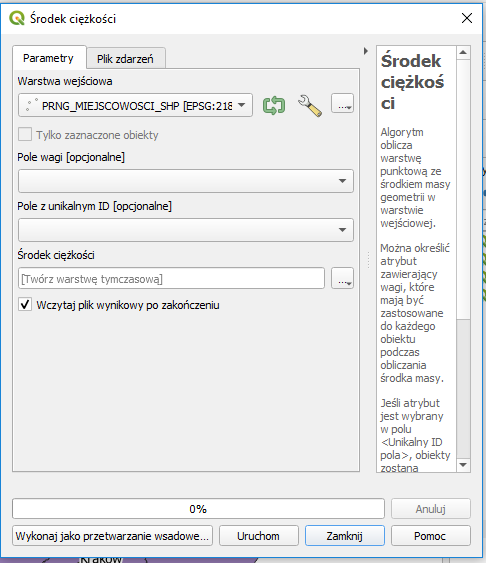 Środek ciężkości
Parametry
Plik zdarzeń
Warstwa wejściowa
PRNG_MIEJSCOWOSCI_SHP [EPSG:218
...
Tylko zaznaczone obiekty
Pole wagi [opcjonalne]
Pole z unikalnym ID [opcjonalne]
Środek ciężkości
[Twórz warstwę tymczasową]
...
Wczytaj plik wynikowy po zakończeniu
Środek
ciężkoś
ci
Algorytm
oblicza
warstwę
punktową ze
środkiem masy
geometrii w
warstwie
wejściowej.
Można określić
atrybut
zawierający
wagi, które
mają być
zastosowane
do każdego
obiektu
podczas
obliczania
środka masy.
Jeśli atrybut
jest wybrany
w polu
<Unikalny ID
pola>, obiekty
zostaną
0%
Anuluj
Wykonaj jako przetwarzanie wsadowe...
Uruchom
Zamknij
Pomoc
Kraków